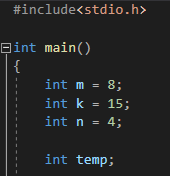 #include<stdio.h>
int main()
{
int m = 8;
int k = 15;
int n = 4;
int temp;